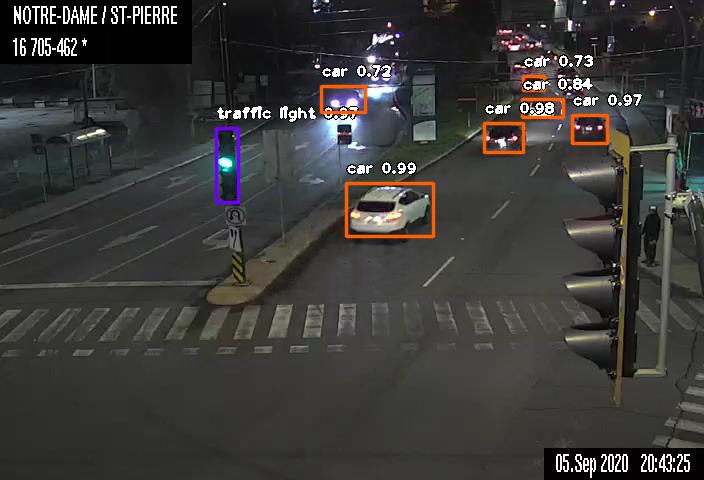 NOTRE-DAME / ST-PIERRE
16 705-462 *
car 0.73
car 0.72
car 0.84
car 0.98
car 0.97
traffic light 0.97
car 0.99
05.Sep 2020 20:43:25